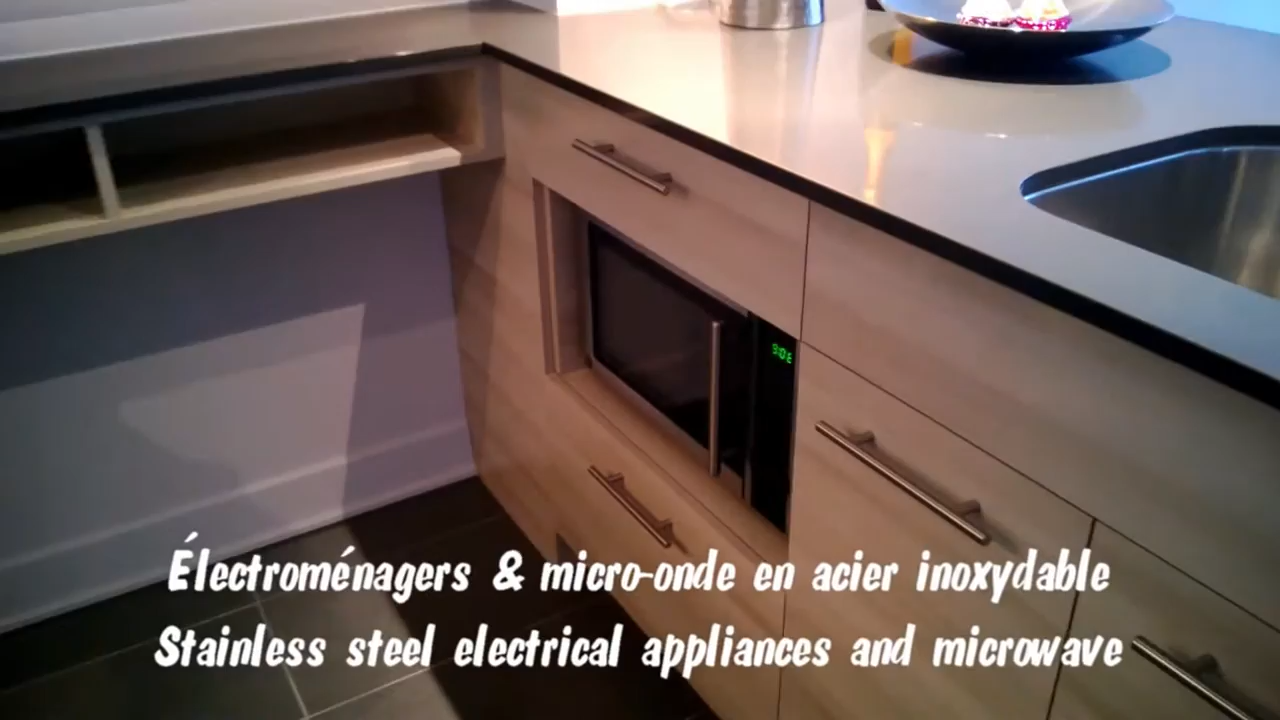 Électroménagers & micro-onde en acier inoxydable
Stainless steel electrical appliances and microwave